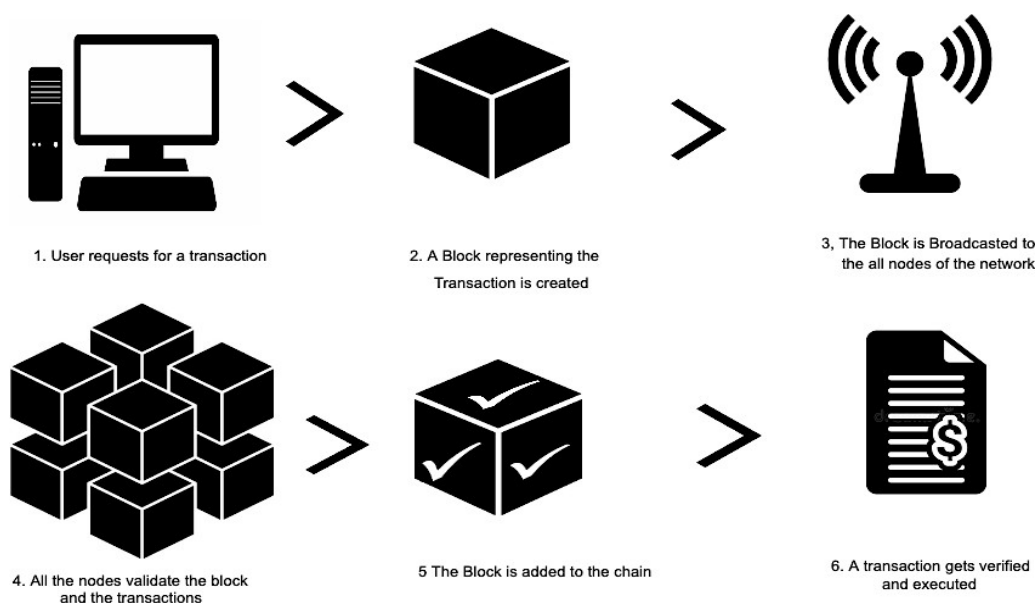 1. User requests for a transaction
2. A Block representing the
Transaction is created
3, The Block is Broadcasted to
the all nodes of the network
4. All the nodes validate the block
and the transactions
5 The Block is added to the chain
$
6. A transaction gets verified
and executed